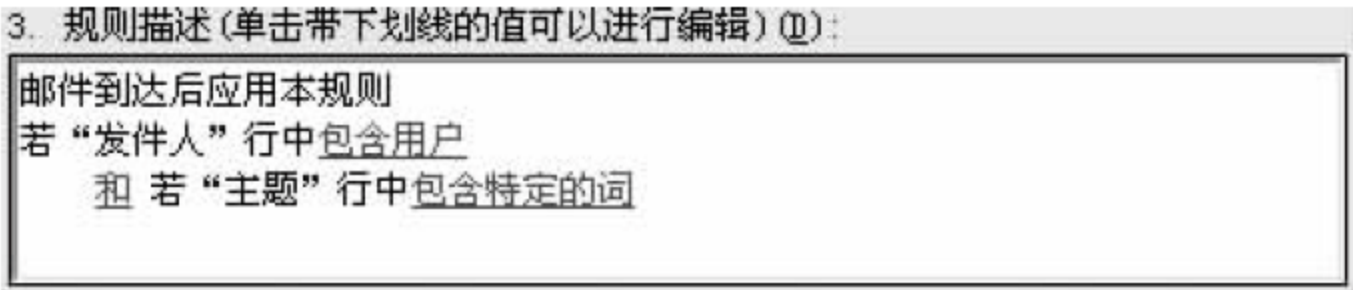 3. 规则描述(单击带下划线的值可以进行编辑)(D):
邮件到达后应用本规则
若“发件人”行中包含用户
和 若“主题”行中包含特定的词